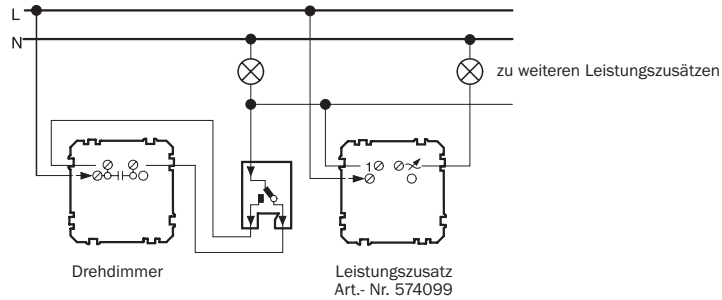 L
N
zu weiteren Leistungszusätzen
1
Drehdimmer
Leistungszusatz
Art.- Nr. 574099